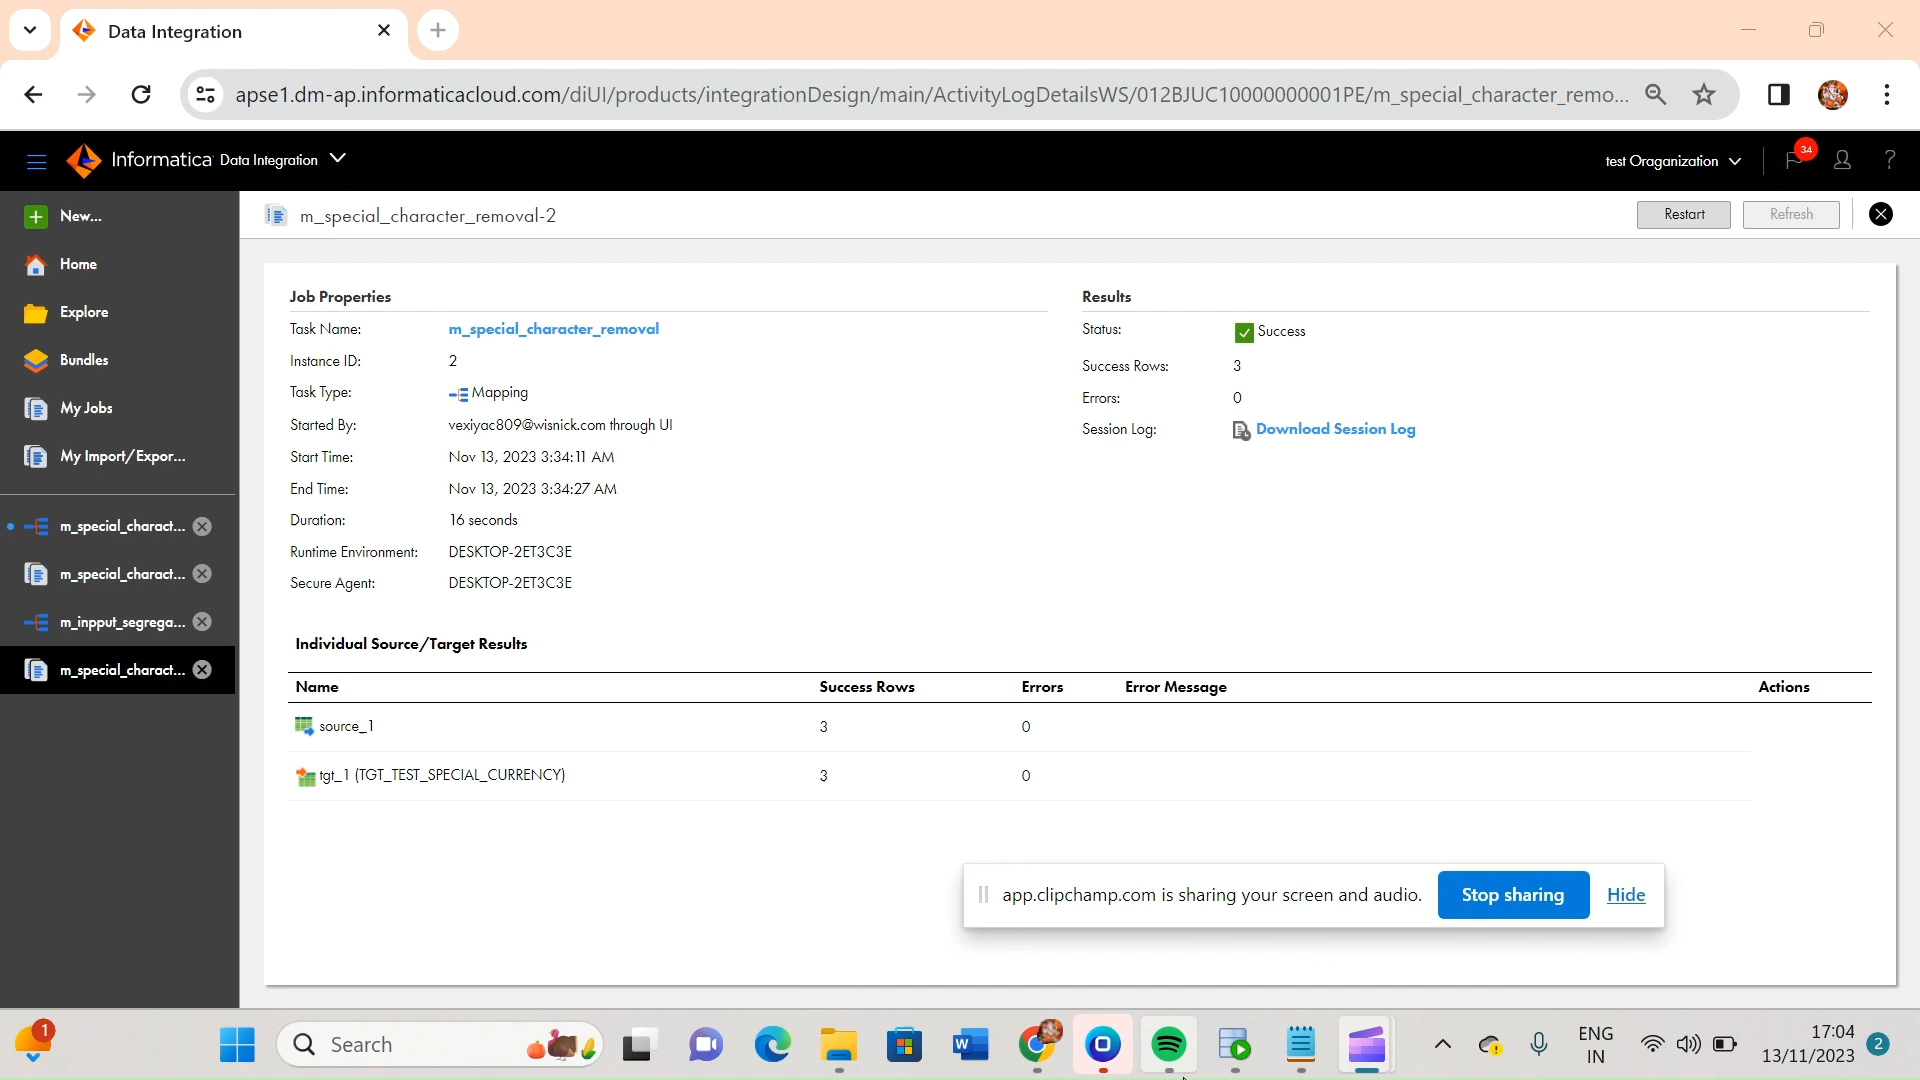 Data Integration
apse1.dm-ap.informaticacloud.com/diUI/products/integrationDesign/main/ActivityLogDetailsWS/012BJUC10000000001PE/m_special_character_remo...
Informatica Data Integration
test Oraganization
34
?
New...
Home
Explore
Bundles
My Jobs
My Import/Expor...
m_special_charact...
m_special_charact...
m_inpput_segrega...
m_special_charact...
m_special_character_removal-2
Restart
Refresh
Job Properties
Task Name: m_special_character_removal
Instance ID: 2
Task Type: Mapping
Started By: vexiyac809@wisnick.com through UI
Start Time: Nov 13, 2023 3:34:11 AM
End Time: Nov 13, 2023 3:34:27 AM
Duration: 16 seconds
Runtime Environment: DESKTOP-2ET3C3E
Secure Agent: DESKTOP-2ET3C3E
Results
Status: Success
Success Rows: 3
Errors: 0
Session Log: Download Session Log
Individual Source/Target Results
Name Success Rows Errors Error Message Actions
source_1 3 0
tgt_1 (TGT_TEST_SPECIAL_CURRENCY) 3 0
app.clipchamp.com is sharing your screen and audio. Stop sharing Hide
1
Search
W
ENG
IN
17:04
13/11/2023
2